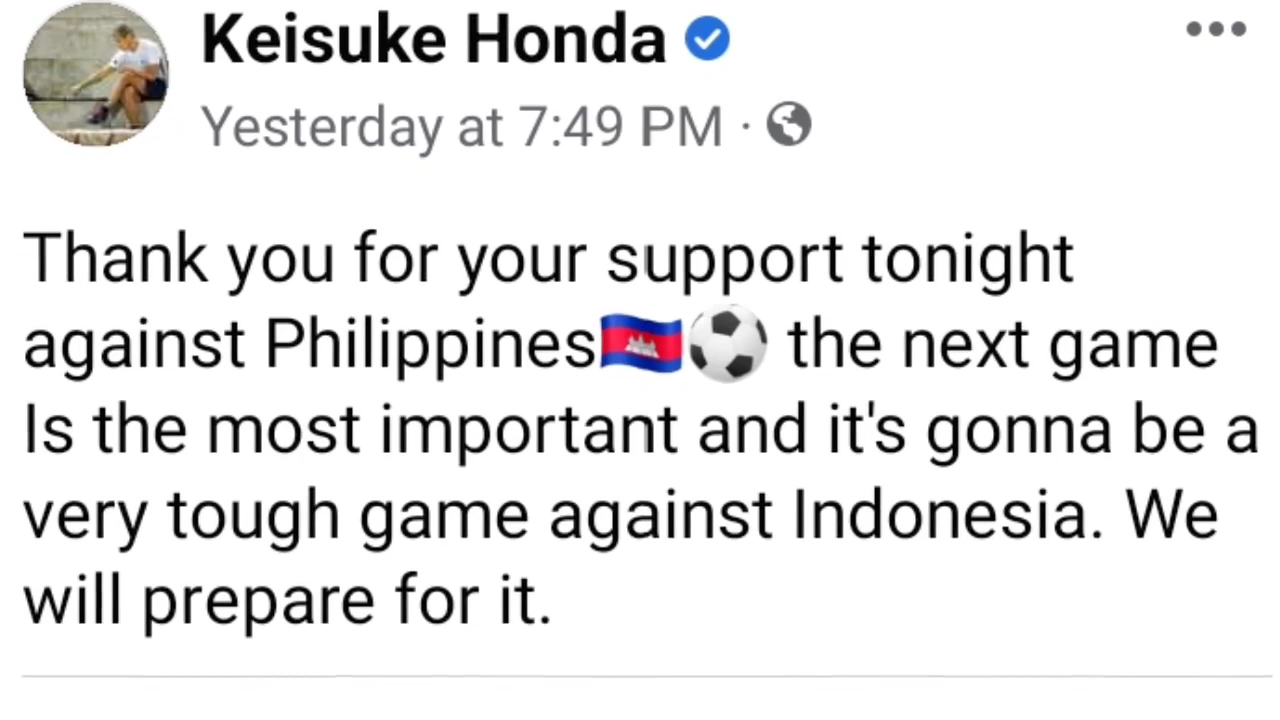 Keisuke Honda
Yesterday at 7:49 PM ·
Thank you for your support tonight
against Philippines🇰🇭⚽ the next game
Is the most important and it's gonna be a
very tough game against Indonesia. We
will prepare for it.